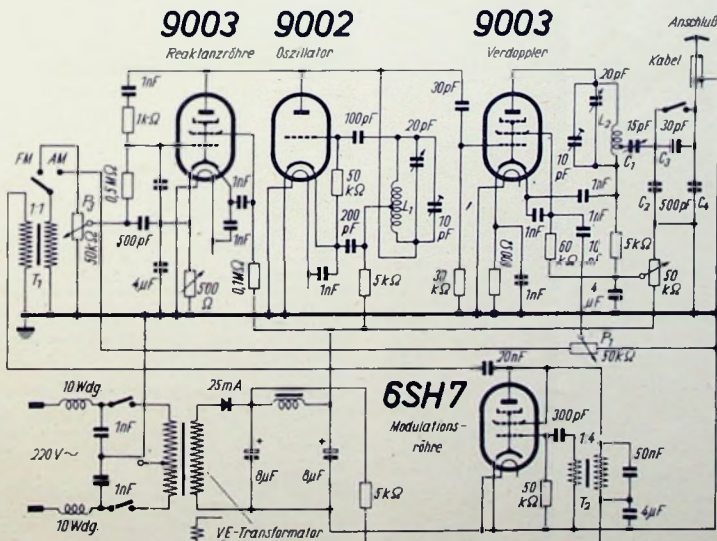 9003
Reaktanzröhre
9002
Oszillator
9003
Verdoppler
Anschluß
Kabel
1nF
1kΩ
FM
AM
0,5MΩ
1:1
T1
P2
50kΩ
500pF
4μF
500
Ω
1nF
1nF
0,1MΩ
100pF
20pF
50
kΩ
L1
200
pF
10
pF
1nF
5kΩ
30pF
30
kΩ
20pF
L2
10
pF
15pF
C1
30pF
C3
C2
500pF
C4
1nF
1nF
1nF
1nF
60
kΩ
10
5kΩ
4
μF
50
kΩ
P1
50kΩ
10Wdg.
1nF
220V~
1nF
10Wdg.
25mA
+
8μF
+
8μF
5kΩ
VE-Transformator
6SH7
Modulations-
röhre
20nF
300pF
50
kΩ
1:4
T2
50nF
4μF